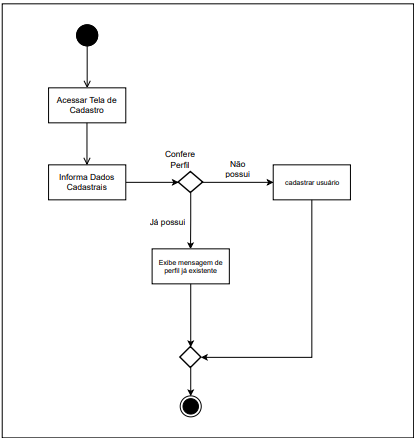 Acessar Tela de
Cadastro
Informa Dados
Cadastrais
Confere
Perfil
Não
possui
cadastrar usuário
Já possui
Exibe mensagem de
perfil já existente